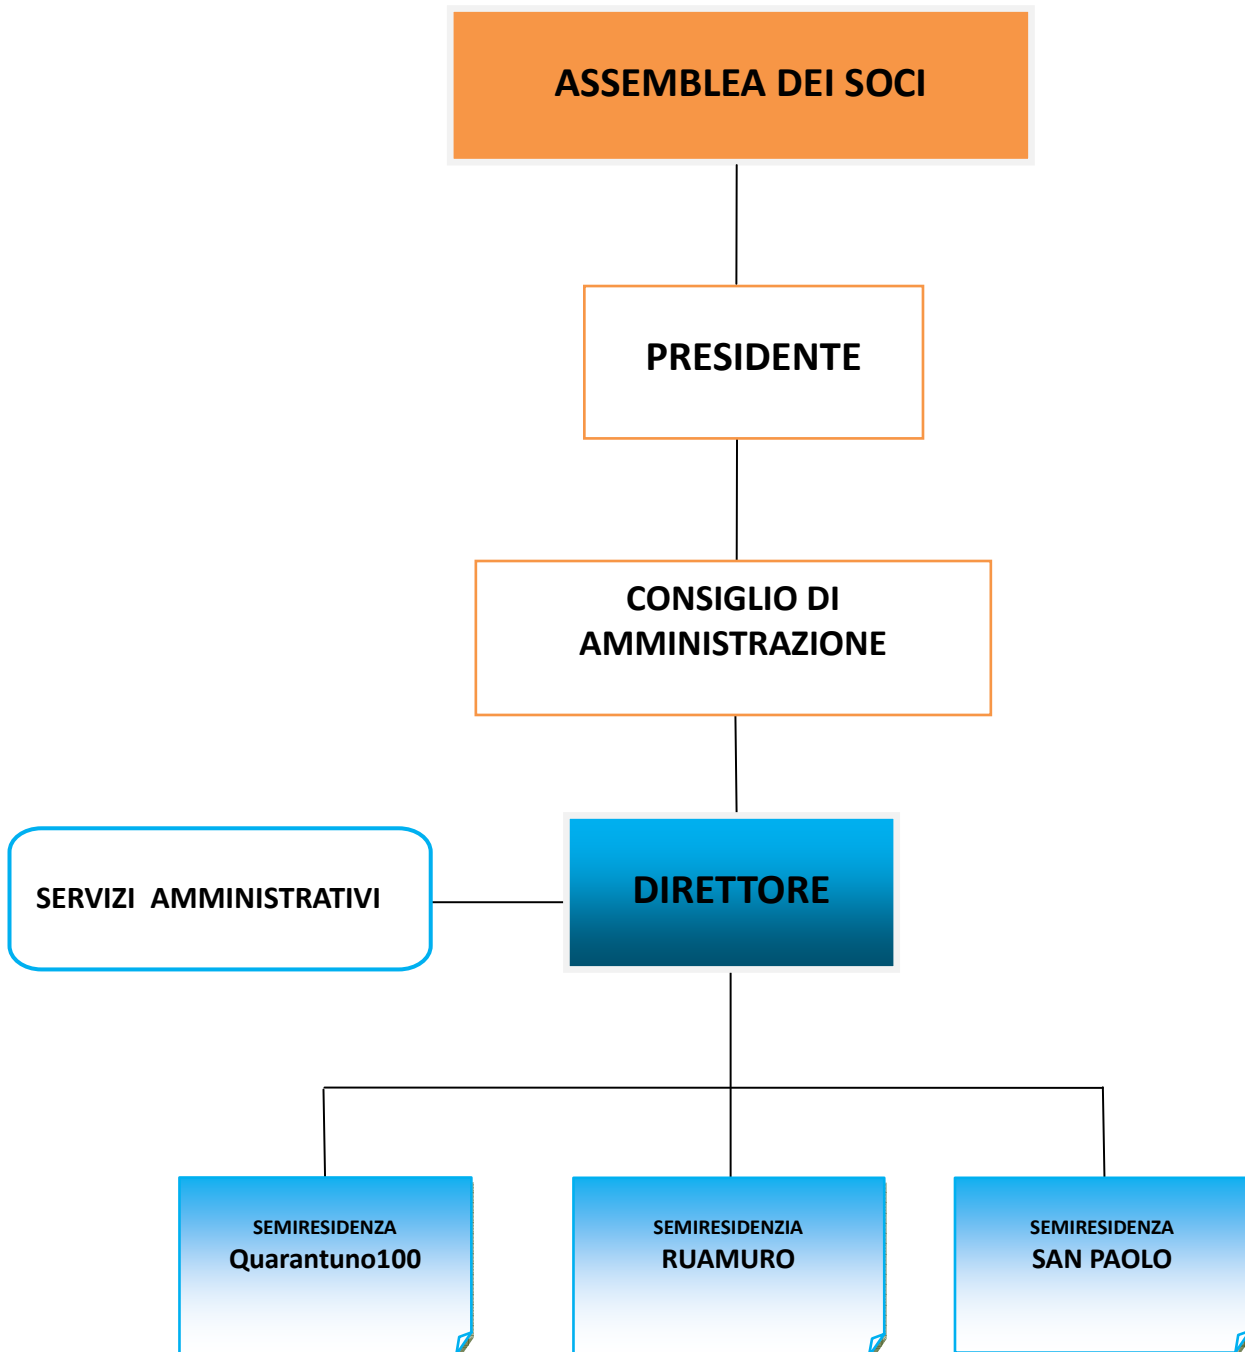 ASSEMBLEA DEI SOCI
PRESIDENTE
CONSIGLIO DI
AMMINISTRAZIONE
SERVIZI  AMMINISTRATIVI
DIRETTORE
SEMIRESIDENZA
Quarantuno100
SEMIRESIDENZIA
RUAMURO
SEMIRESIDENZA
SAN PAOLO